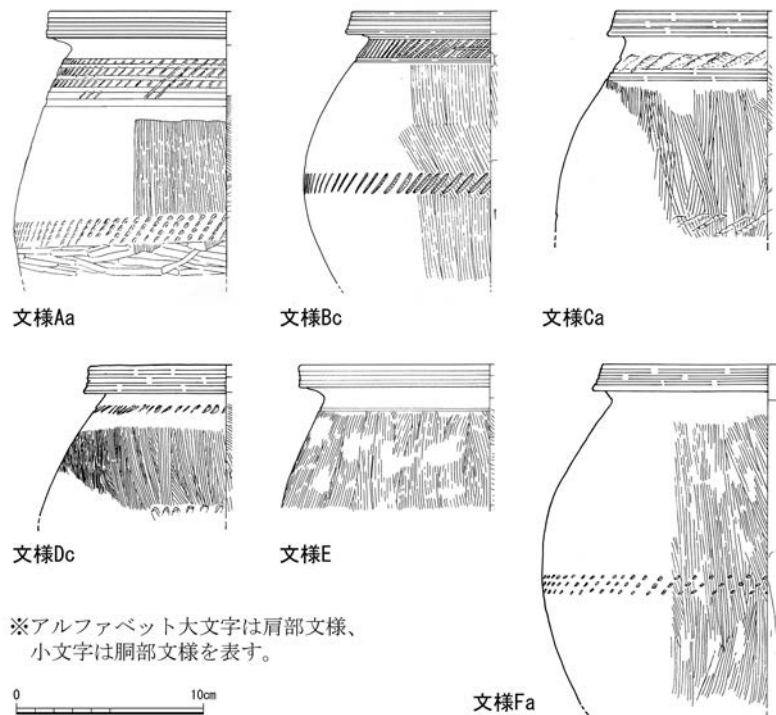 文様Aa
文様Bc
文様Ca
文様Dc
文様E
※アルファベット大文字は肩部文様、
小文字は胴部文様を表す。
0 10cm
文様Fa